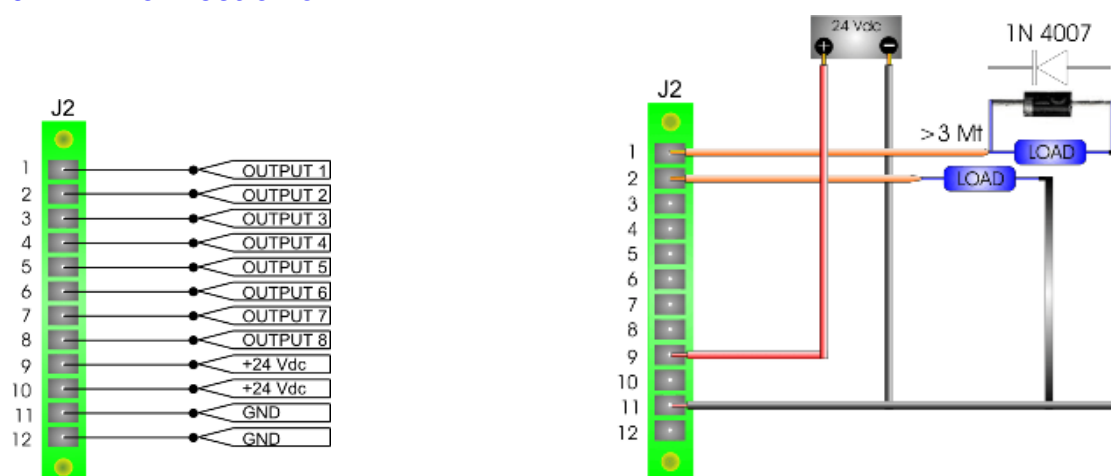 J2
1 OUTPUT 1
2 OUTPUT 2
3 OUTPUT 3
4 OUTPUT 4
5 OUTPUT 5
6 OUTPUT 6
7 OUTPUT 7
8 OUTPUT 8
9 +24 Vdc
10 +24 Vdc
11 GND
12 GND
24 Vdc
+ −
1N 4007
J2
>3 Mt
1 LOAD
2 LOAD
3
4
5
6
7
8
9
10
11
12